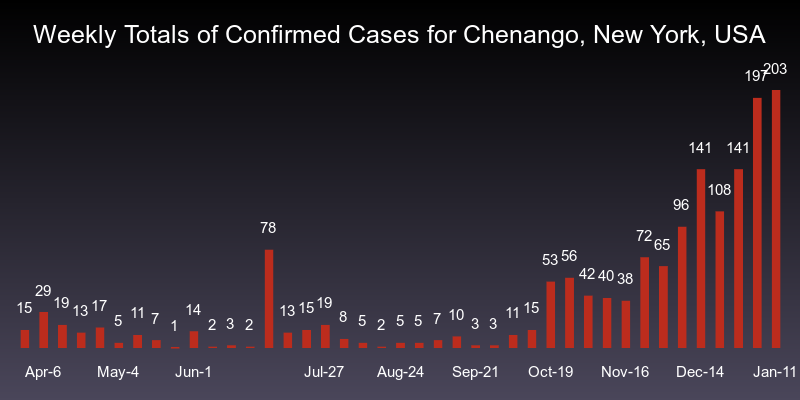 Weekly Totals of Confirmed Cases for Chenango, New York, USA
15 29 19 13 17 5 11 7 1 14 2 3 2 78 13 15 19 8 5 2 5 5 7 10 3 3 11 15 53 56 42 40 38 72 65 96 141 108 141 197 203
Apr-6 May-4 Jun-1 Jul-27 Aug-24 Sep-21 Oct-19 Nov-16 Dec-14 Jan-11